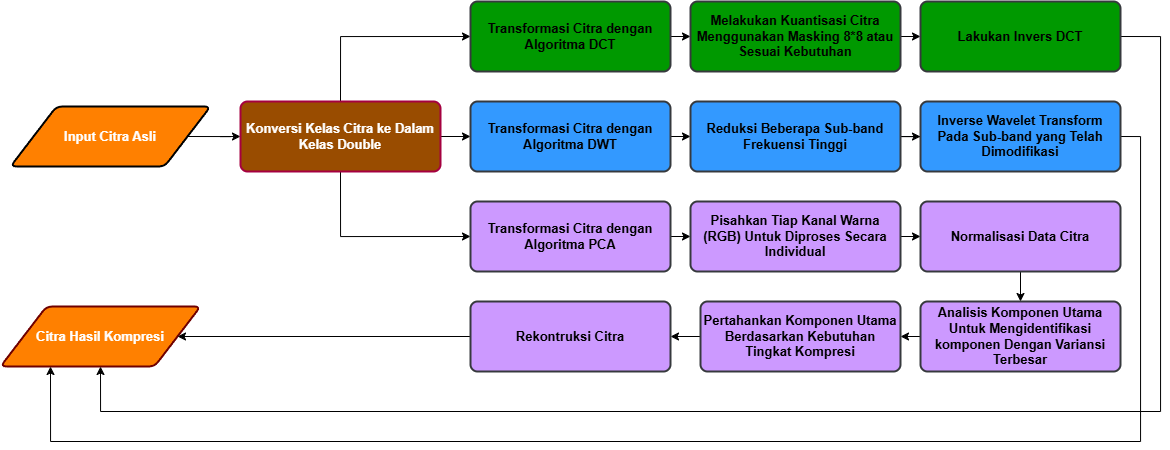 Transformasi Citra dengan
Algoritma DCT
Melakukan Kuantisasi Citra
Menggunakan Masking 8*8 atau
Sesuai Kebutuhan
Lakukan Invers DCT
Input Citra Asli
Konversi Kelas Citra ke Dalam
Kelas Double
Transformasi Citra dengan
Algoritma DWT
Reduksi Beberapa Sub-band
Frekuensi Tinggi
Inverse Wavelet Transform
Pada Sub-band yang Telah
Dimodifikasi
Transformasi Citra dengan
Algoritma PCA
Pisahkan Tiap Kanal Warna
(RGB) Untuk Diproses Secara
Individual
Normalisasi Data Citra
Analisis Komponen Utama
Untuk Mengidentifikasi
komponen Dengan Variansi
Terbesar
Pertahankan Komponen Utama
Berdasarkan Kebutuhan
Tingkat Kompresi
Rekontruksi Citra
Citra Hasil Kompresi